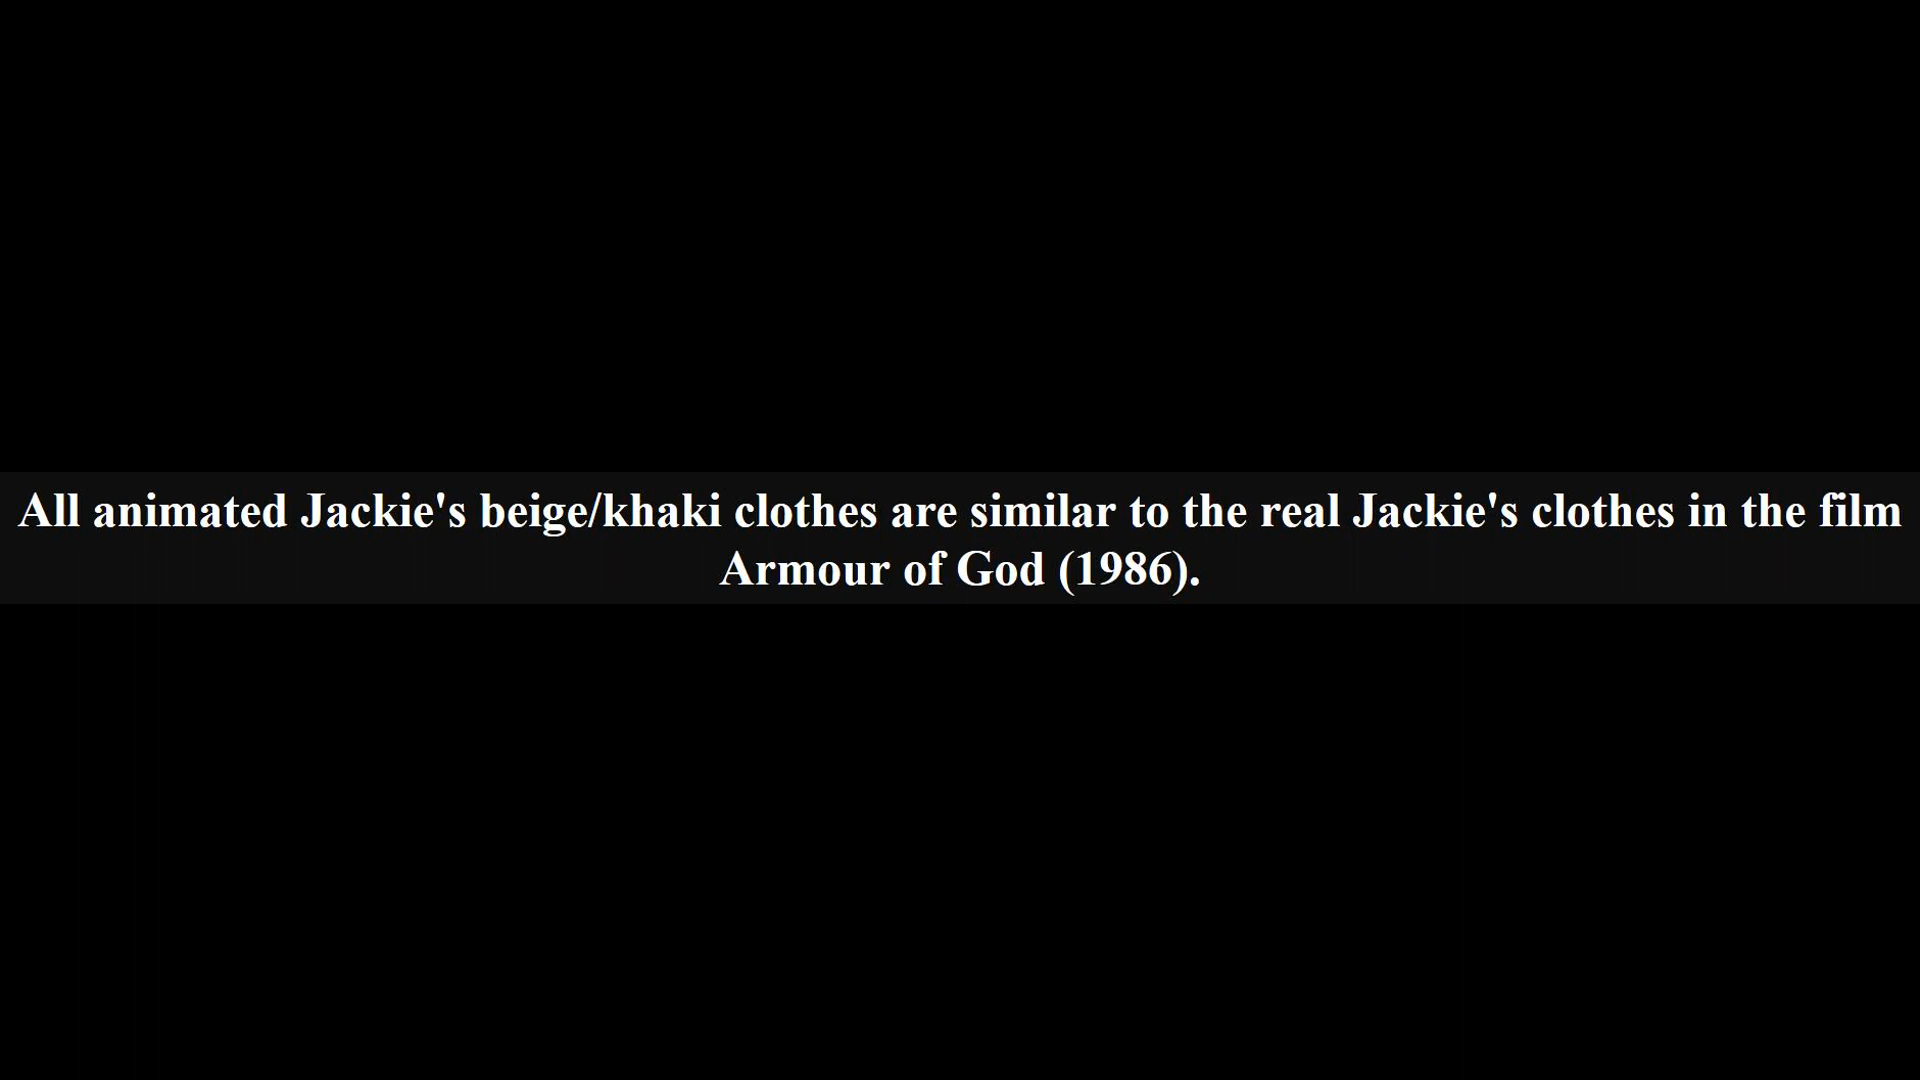 All animated Jackie's beige/khaki clothes are similar to the real Jackie's clothes in the film
Armour of God (1986).